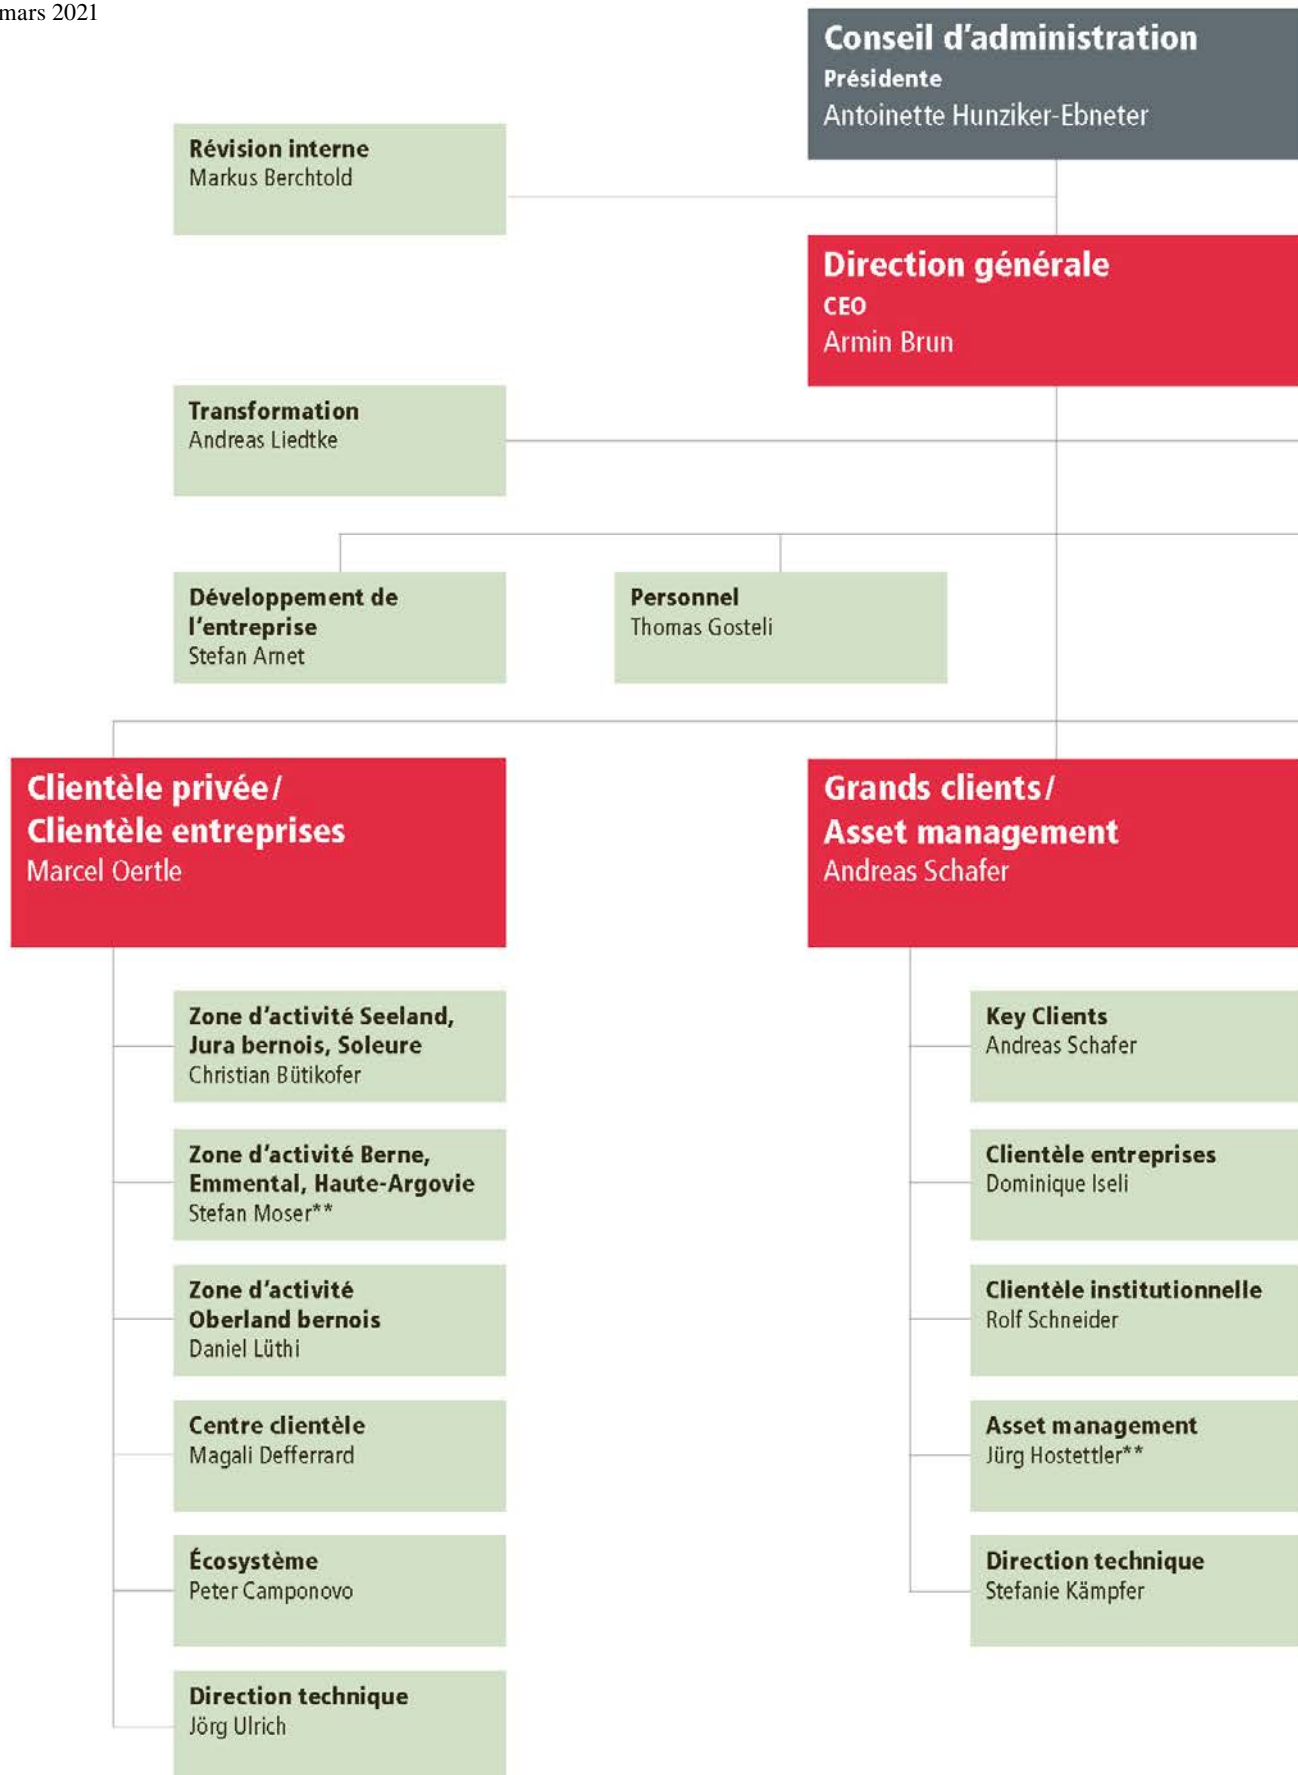 mars 2021
Conseil d’administration
Présidente
Antoinette Hunziker-Ebneter
Révision interne
Markus Berchtold
Direction générale
CEO
Armin Brun
Transformation
Andreas Liedtke
Développement de
l’entreprise
Stefan Arnet
Personnel
Thomas Gosteli
Clientèle privée/
Clientèle entreprises
Marcel Oertle
Zone d’activité Seeland,
Jura bernois, Soleure
Christian Bütikofer
Zone d’activité Berne,
Emmental, Haute-Argovie
Stefan Moser**
Zone d’activité
Oberland bernois
Daniel Lüthi
Centre clientèle
Magali Defferrard
Écosystème
Peter Camponovo
Direction technique
Jörg Ulrich
Grands clients/
Asset management
Andreas Schafer
Key Clients
Andreas Schafer
Clientèle entreprises
Dominique Iseli
Clientèle institutionnelle
Rolf Schneider
Asset management
Jürg Hostettler**
Direction technique
Stefanie Kämpfer